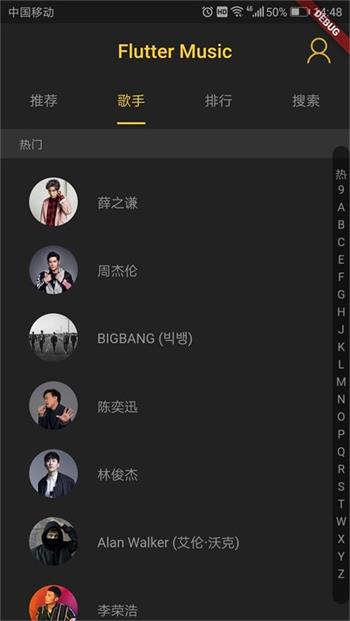 中国移动 HD 4G 50% 14:48
DEBUG
Flutter Music
推荐 歌手 排行 搜索
热门
薛之谦
周杰伦
BIGBANG (빅뱅)
陈奕迅
林俊杰
Alan Walker (艾伦·沃克)
李荣浩
热
9
A
B
C
E
F
G
H
J
K
L
M
N
O
P
Q
R
S
T
W
X
Y
Z